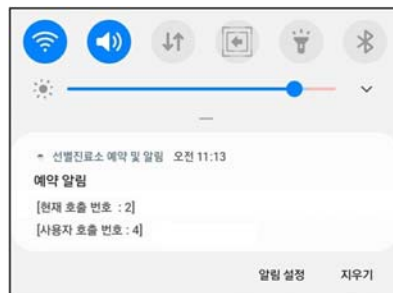 선별진료소 예약 및 알림 오전 11:13
예약 알림
[현재 호출 번호 : 2]
[사용자 호출 번호 : 4]
알림 설정 지우기